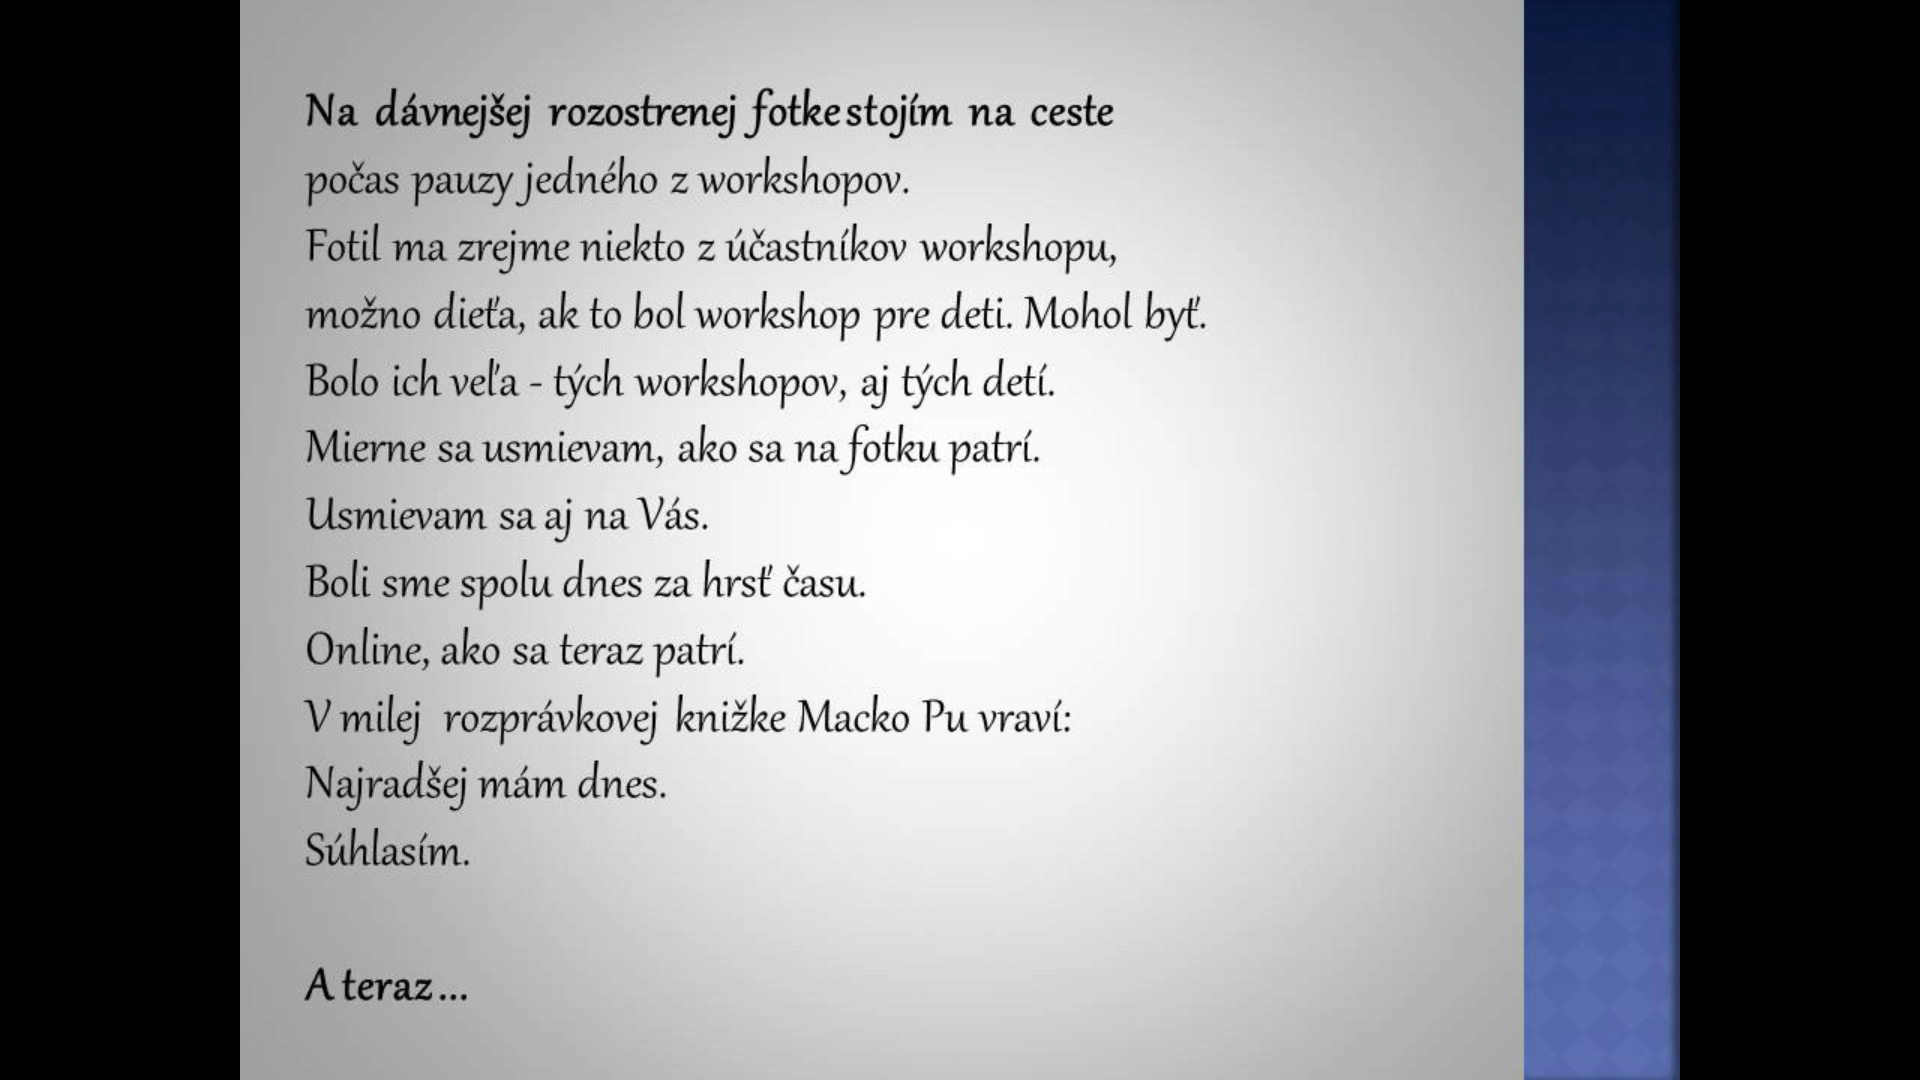 Na dávnejšej rozostrenej fotke stojím na ceste
počas pauzy jedného z workshopov.
Fotil ma zrejme niekto z účastníkov workshopu,
možno dieťa, ak to bol workshop pre deti. Mohol byť.
Bolo ich veľa - tých workshopov, aj tých detí.
Mierne sa usmievam, ako sa na fotku patrí.
Usmievam sa aj na Vás.
Boli sme spolu dnes za hrsť času.
Online, ako sa teraz patrí.
V milej rozprávkovej knižke Macko Pu vraví:
Najradšej mám dnes.
Súhlasím.
A teraz...